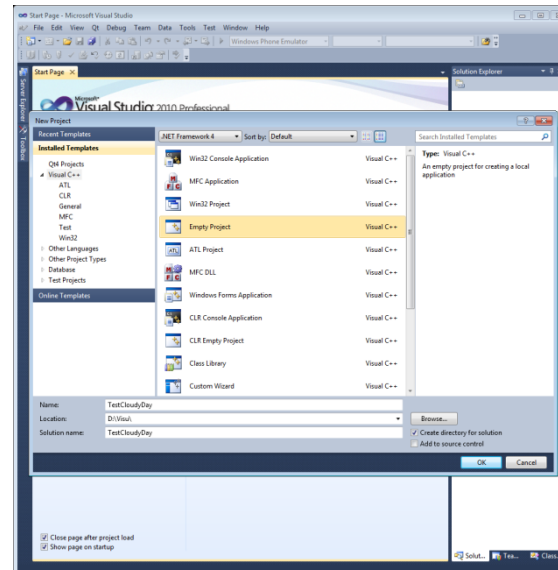 Start Page - Microsoft Visual Studio
File Edit View Qt Debug Team Data Tools Test Window Help
Windows Phone Emulator
Start Page
Solution Explorer
Server Explorer
Toolbox
Microsoft
Visual Studio 2010 Professional
New Project
Recent Templates
.NET Framework 4
Sort by: Default
Search Installed Templates
Installed Templates
Qt4 Projects
Visual C++
ATL
CLR
General
MFC
Test
Win32
Other Languages
Other Project Types
Database
Test Projects
Online Templates
Win32 Console Application Visual C++
MFC Application Visual C++
Win32 Project Visual C++
Empty Project Visual C++
ATL Project Visual C++
MFC DLL Visual C++
Windows Forms Application Visual C++
CLR Console Application Visual C++
CLR Empty Project Visual C++
Class Library Visual C++
Custom Wizard Visual C++
Type: Visual C++
An empty project for creating a local
application
Name: TestCloudyDay
Location: D:\Visu\
Browse...
Solution name: TestCloudyDay
Create directory for solution
Add to source control
OK Cancel
Close page after project load
Show page on startup
Solut... Tea... Class...